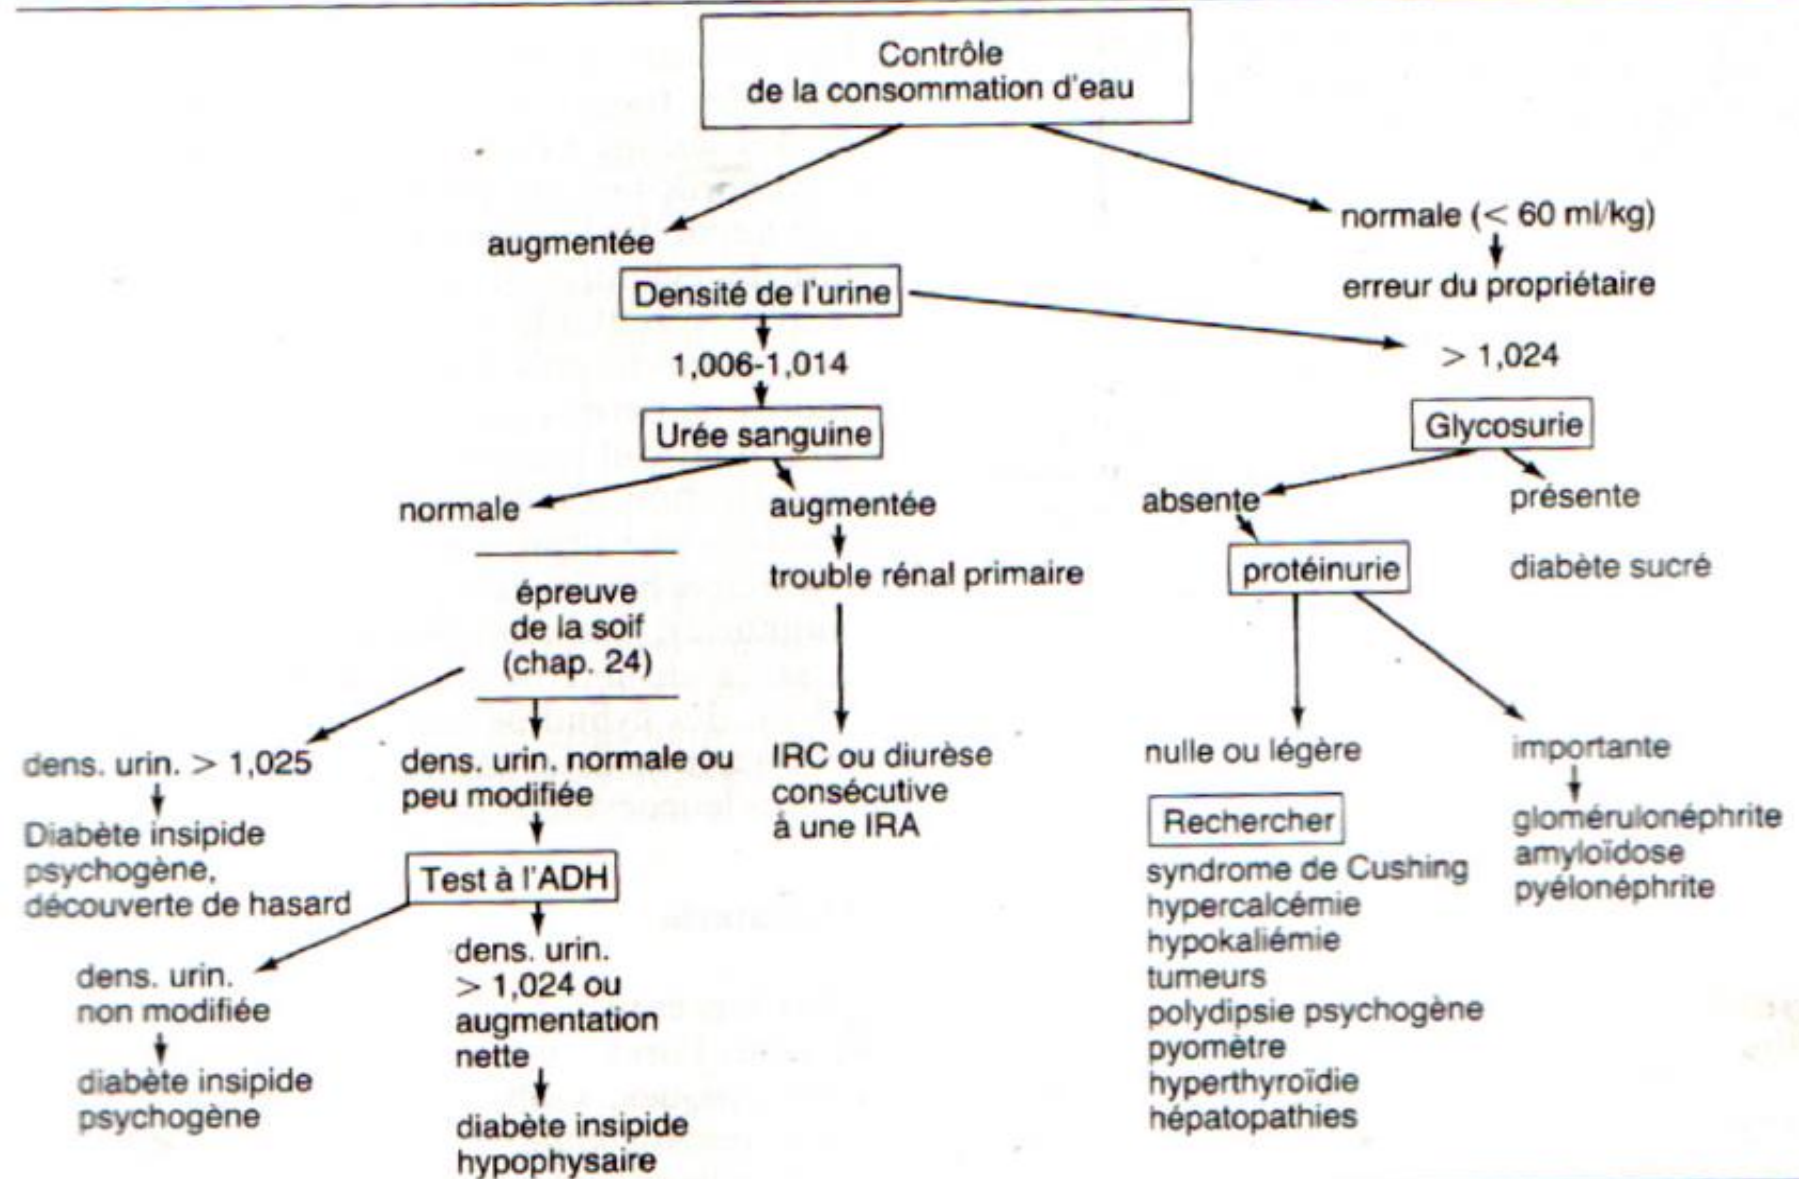 Contrôle
de la consommation d'eau
augmentée
normale (< 60 ml/kg)
erreur du propriétaire
Densité de l'urine
1,006-1,014
> 1,024
Urée sanguine
Glycosurie
normale
augmentée
absente
présente
épreuve
de la soif
(chap. 24)
trouble rénal primaire
protéinurie
diabète sucré
dens. urin. > 1,025
Diabète insipide
psychogène,
découverte de hasard
dens. urin. normale ou
peu modifiée
IRC ou diurèse
consécutive
à une IRA
nulle ou légère
importante
Test à l'ADH
Rechercher
syndrome de Cushing
hypercalcémie
hypokaliémie
tumeurs
polydipsie psychogène
pyomètre
hyperthyroïdie
hépatopathies
glomérulonéphrite
amyloïdose
pyélonéphrite
dens. urin.
non modifiée
diabète insipide
psychogène
dens. urin.
> 1,024 ou
augmentation
nette
diabète insipide
hypophysaire